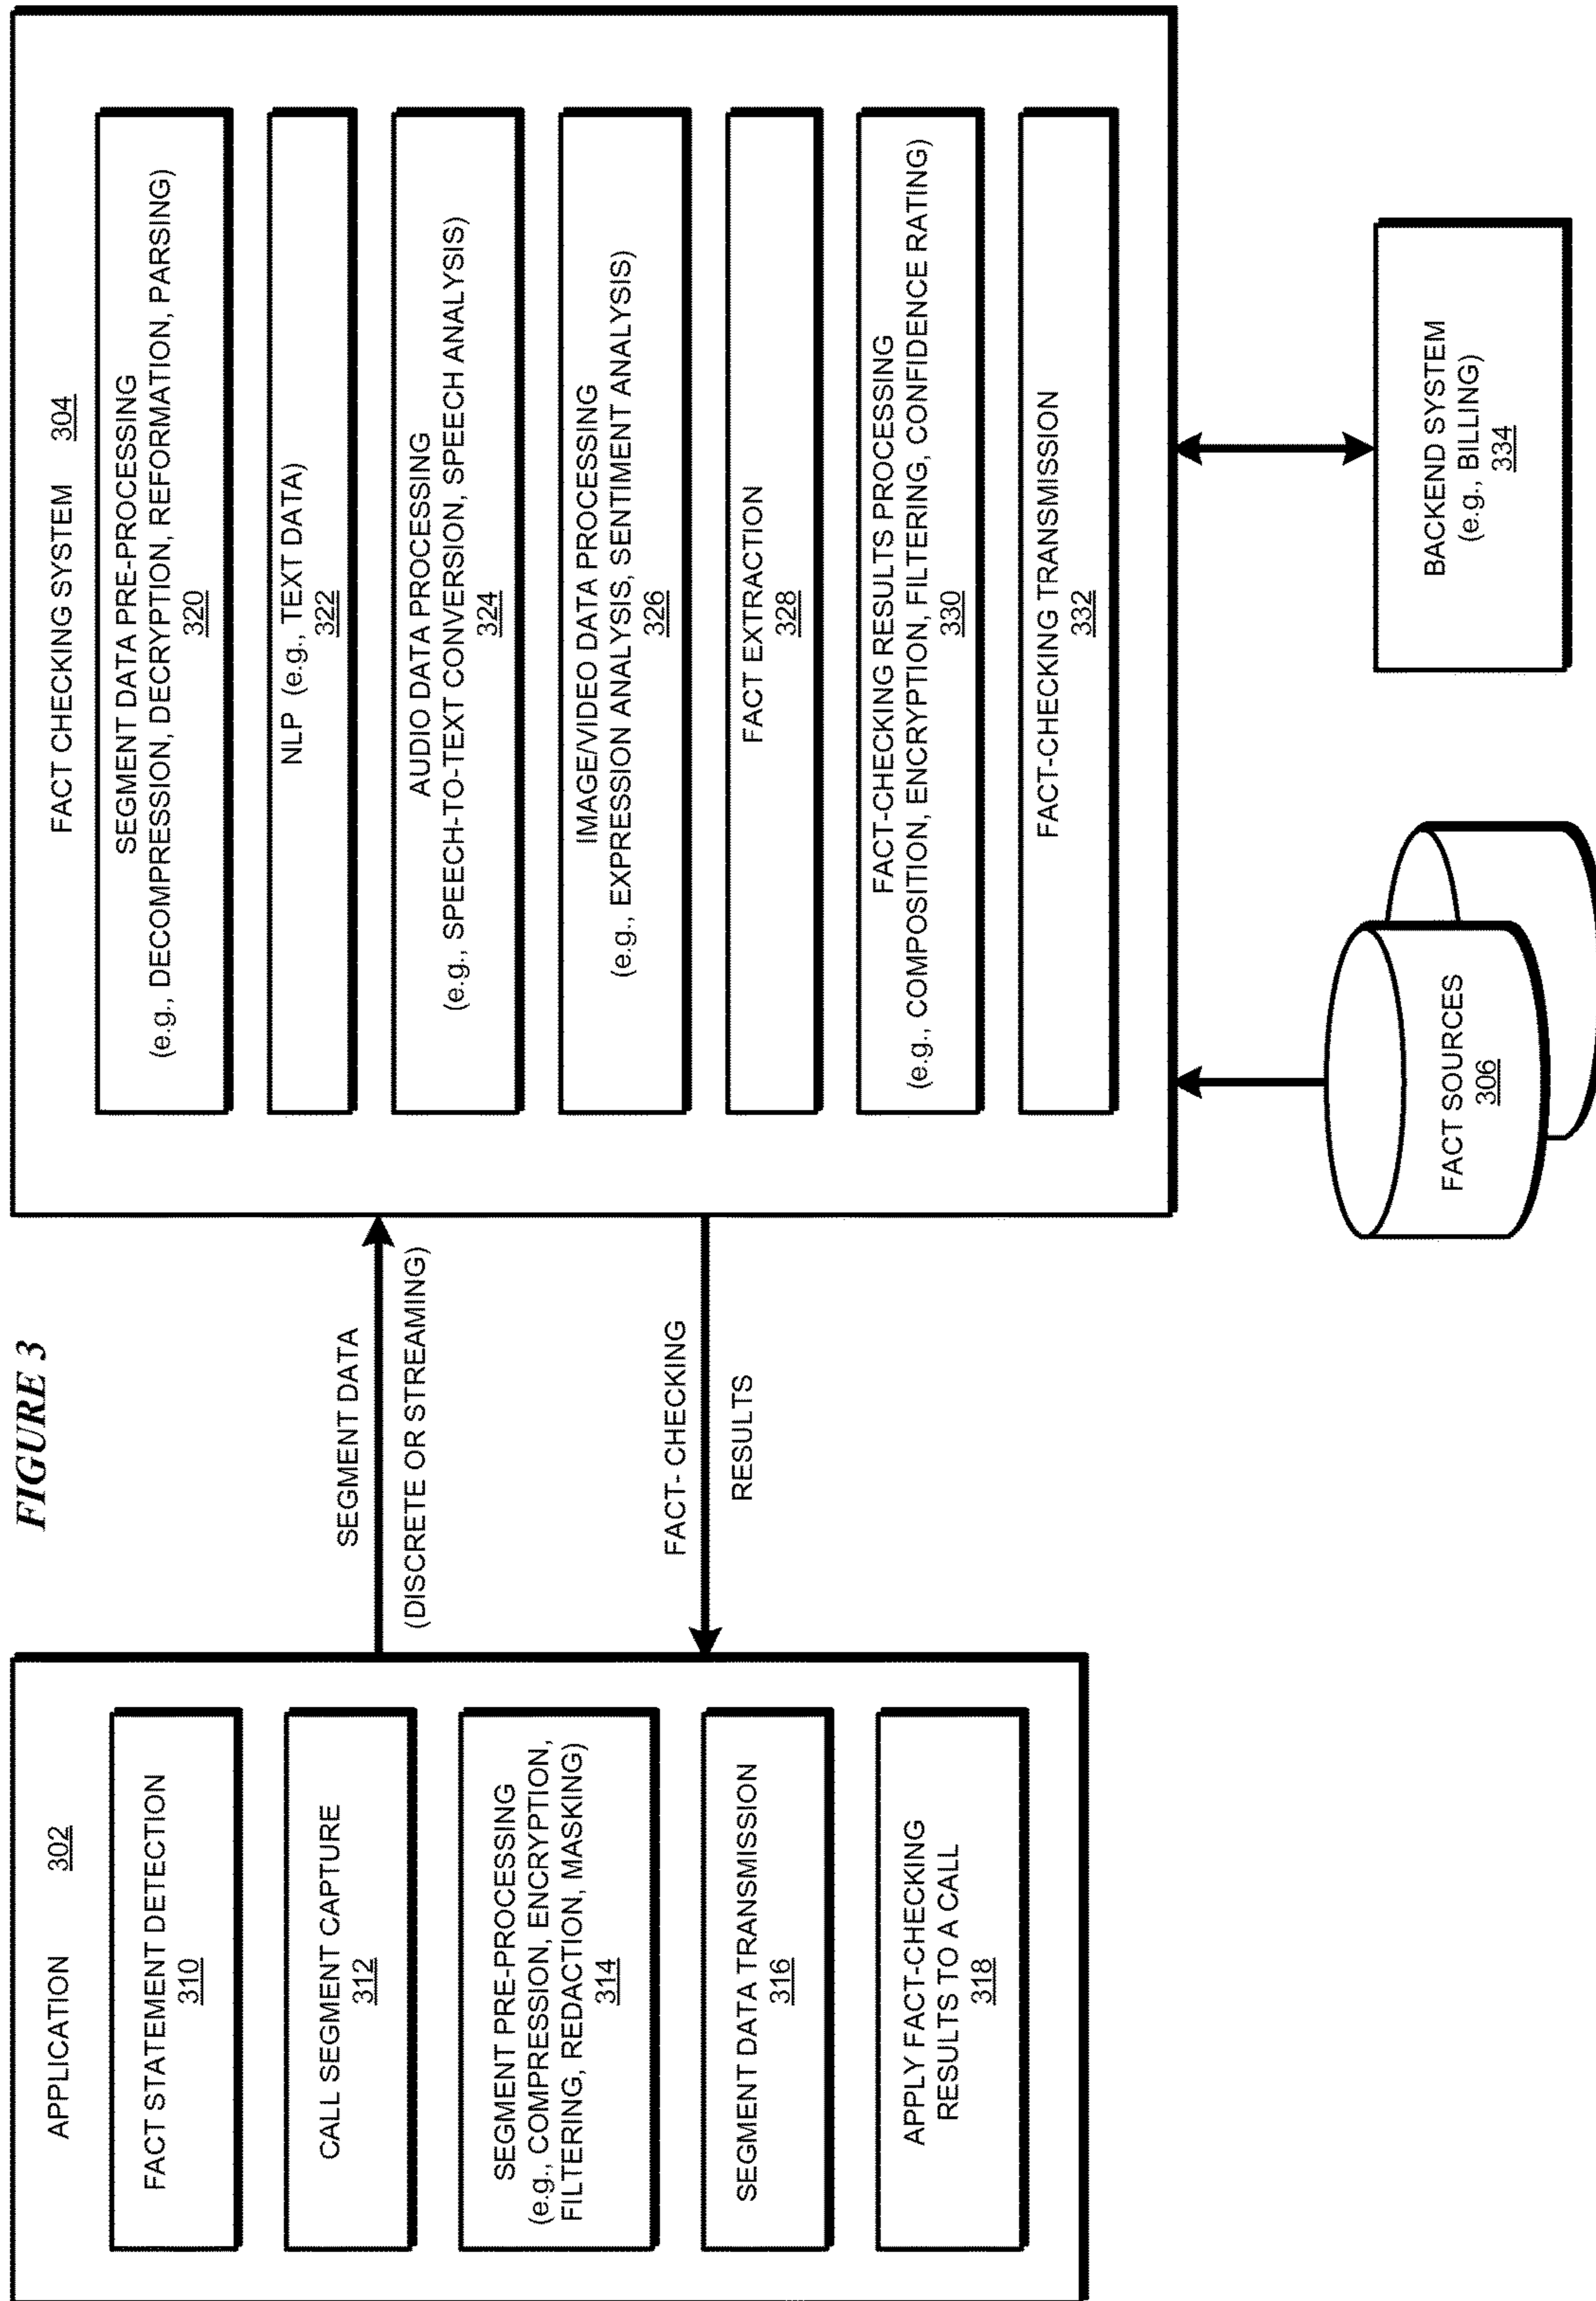 FIGURE 3
APPLICATION 302
FACT STATEMENT DETECTION
310
CALL SEGMENT CAPTURE
312
SEGMENT PRE-PROCESSING
(e.g., COMPRESSION, ENCRYPTION,
FILTERING, REDACTION, MASKING)
314
SEGMENT DATA TRANSMISSION
316
APPLY FACT-CHECKING
RESULTS TO A CALL
318
SEGMENT DATA
(DISCRETE OR STREAMING)
FACT- CHECKING
RESULTS
FACT CHECKING SYSTEM 304
SEGMENT DATA PRE-PROCESSING
(e.g., DECOMPRESSION, DECRYPTION, REFORMATION, PARSING)
320
NLP (e.g., TEXT DATA)
322
AUDIO DATA PROCESSING
(e.g., SPEECH-TO-TEXT CONVERSION, SPEECH ANALYSIS)
324
IMAGE/VIDEO DATA PROCESSING
(e.g., EXPRESSION ANALYSIS, SENTIMENT ANALYSIS)
326
FACT EXTRACTION
328
FACT-CHECKING RESULTS PROCESSING
(e.g., COMPOSITION, ENCRYPTION, FILTERING, CONFIDENCE RATING)
330
FACT-CHECKING TRANSMISSION
332
FACT SOURCES
306
BACKEND SYSTEM
(e.g., BILLING)
334